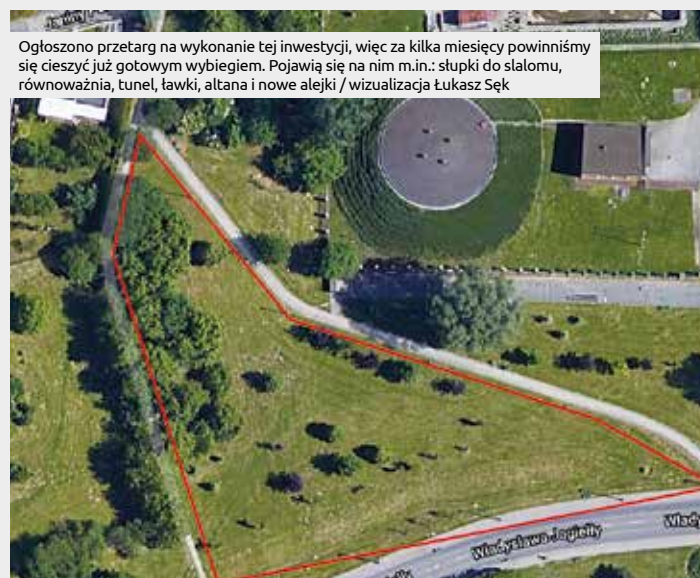 Ogłoszono przetarg na wykonanie tej inwestycji, więc za kilka miesięcy powinniśmy
się cieszyć już gotowym wybiegiem. Pojawią się na nim m.in.: słupki do slalomu,
równoważnia, tunel, ławki, altana i nowe alejki / wizualizacja Łukasz Sęk
Władysława Jagiełły